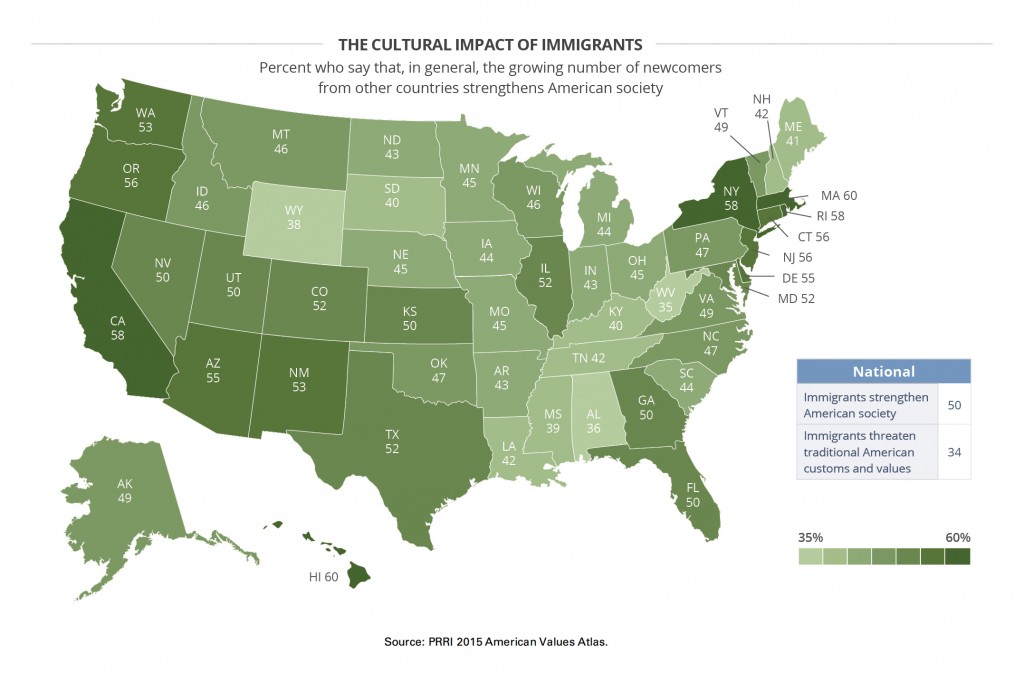 THE CULTURAL IMPACT OF IMMIGRANTS
Percent who say that, in general, the growing number of newcomers
from other countries strengthens American society
WA
53
OR
56
CA
58
NV
50
ID
46
MT
46
WY
38
UT
50
CO
52
AZ
55
NM
53
ND
43
SD
40
NE
45
KS
50
OK
47
TX
52
MN
45
IA
44
MO
45
AR
43
LA
42
WI
46
IL
52
MI
44
IN
43
OH
45
KY
40
TN 42
MS
39
AL
36
GA
50
FL
50
SC
44
NC
47
VA
49
WV
35
PA
47
NY
58
VT
49
NH
42
ME
41
MA 60
RI 58
CT 56
NJ 56
DE 55
MD 52
AK
49
HI 60
National
Immigrants strengthen
American society
50
Immigrants threaten
traditional American
customs and values
34
35%
60%
Source: PRRI 2015 American Values Atlas.